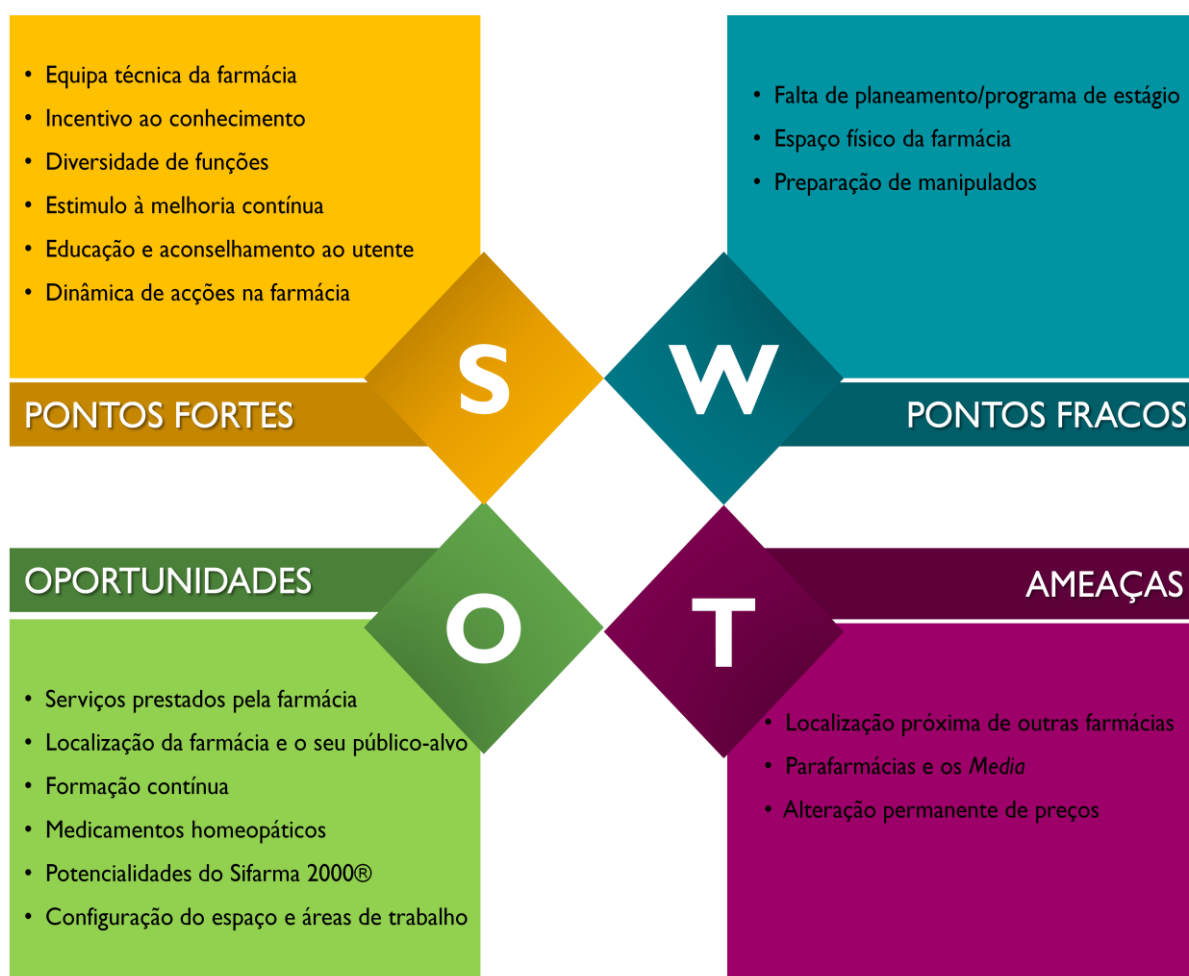 • Equipa técnica da farmácia
• Incentivo ao conhecimento
• Diversidade de funções
• Estimulo à melhoria contínua
• Educação e aconselhamento ao utente
• Dinâmica de acções na farmácia
S
PONTOS FORTES
• Falta de planeamento/programa de estágio
• Espaço físico da farmácia
• Preparação de manipulados
W
PONTOS FRACOS
OPORTUNIDADES
O
• Serviços prestados pela farmácia
• Localização da farmácia e o seu público-alvo
• Formação contínua
• Medicamentos homeopáticos
• Potencialidades do Sifarma 2000®
• Configuração do espaço e áreas de trabalho
AMEAÇAS
T
• Localização próxima de outras farmácias
• Parafarmácias e os Media
• Alteração permanente de preços